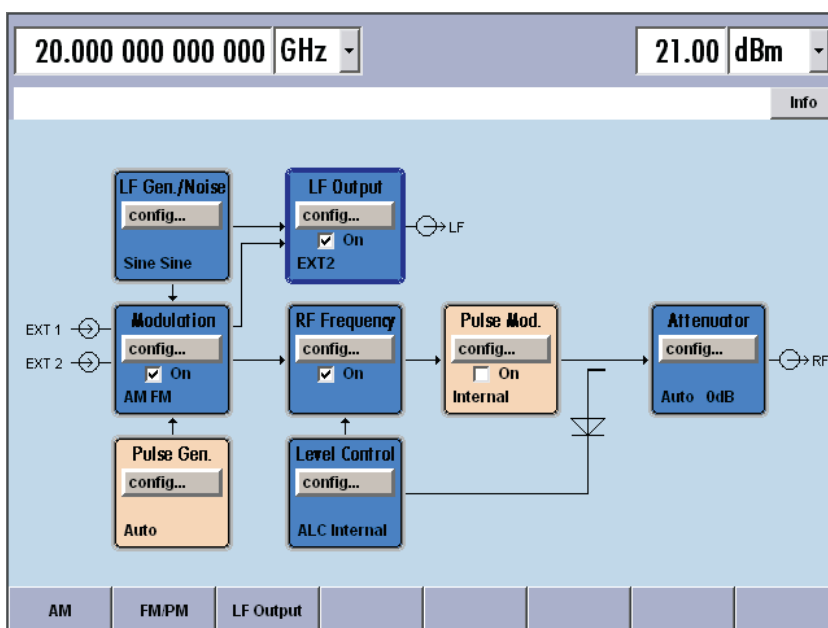 20.000 000 000 000 GHz
21.00 dBm
Info
LF Gen./Noise
config...
Sine Sine
LF Output
config...
On
EXT2
LF
EXT 1
EXT 2
Modulation
config...
On
AM FM
RF Frequency
config...
On
Pulse Mod.
config...
On
Internal
Attenuator
config...
Auto 0dB
RF
Pulse Gen.
config...
Auto
Level Control
config...
ALC Internal
AM
FM/PM
LF Output